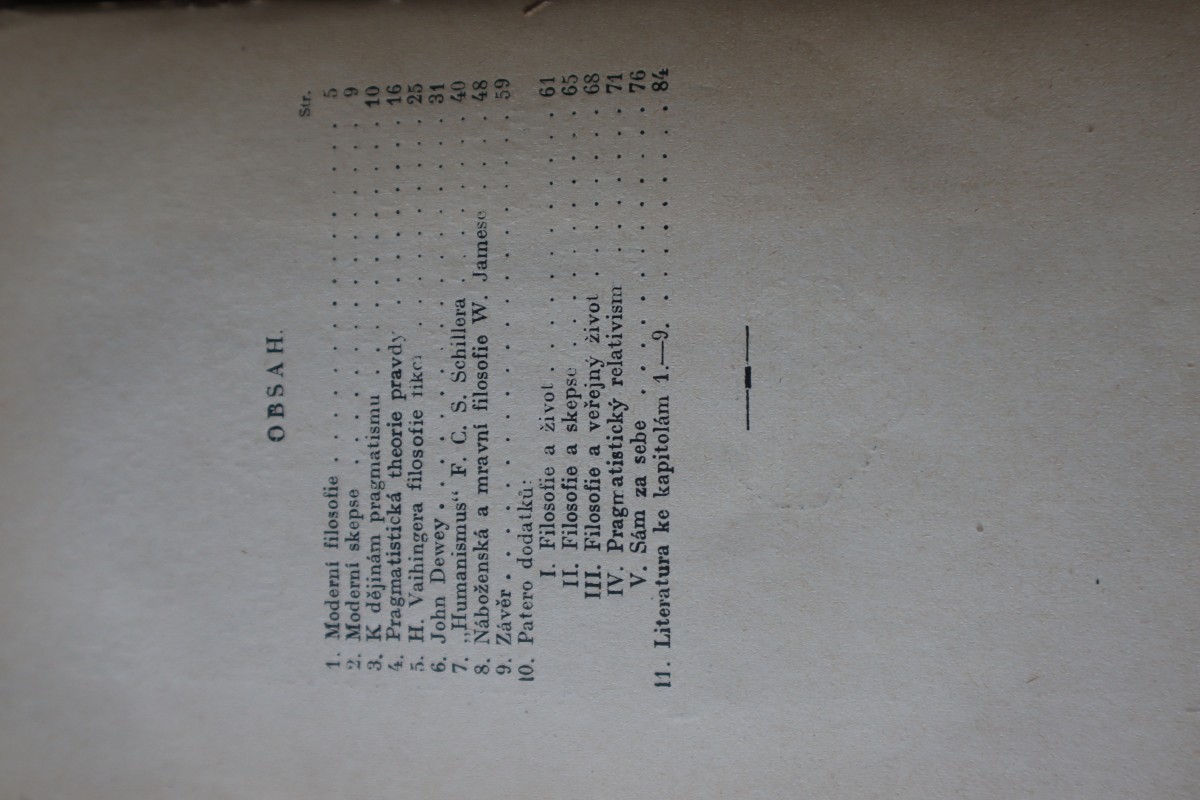 OBSAH.
Str.
1. Moderní filosofie . . . . . . . . . . . . . . . 5
2. Moderní skepse . . . . . . . . . . . . . . 9
3. K dějinám pragmatismu . . . . . . . . . . . 10
4. Pragmatistická theorie pravdy . . . . . . . . . 16
5. H. Vaihingera filosofie fikcí . . . . . . . . . . 25
6. John Dewey . . . . . . . . . . . . . . . 31
7. „Humanismus“ F. C. S. Schillera . . . . . . . . 40
8. Náboženská a mravní filosofie W. Jamese . . . . . 48
9. Závěr . . . . . . . . . . . . . . . . . 59
10. Patero dodatků:
I. Filosofie a život . . . . . . . . . . . . 61
II. Filosofie a skepse . . . . . . . . . . . 65
III. Filosofie a veřejný život . . . . . . . . . 68
IV. Pragmatistický relativism . . . . . . . . 71
V. Sám za sebe . . . . . . . . . . . . . 76
11. Literatura ke kapitolám 1.—9. . . . . . . . . . 84